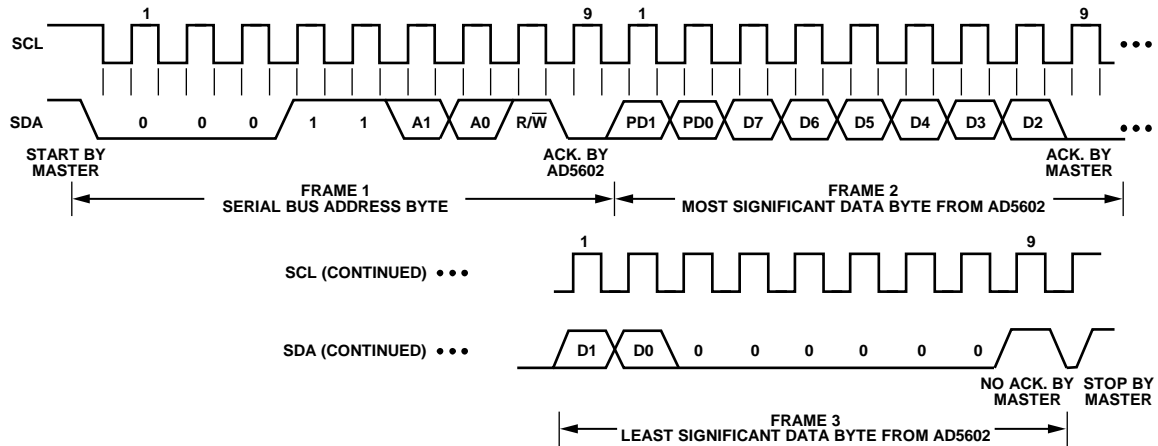 1 9 1 9
SCL
SDA 0 0 0 1 1 A1 A0 R/W̅ PD1 PD0 D7 D6 D5 D4 D3 D2
START BY
MASTER
ACK. BY
AD5602
ACK. BY
MASTER
FRAME 1
SERIAL BUS ADDRESS BYTE
FRAME 2
MOST SIGNIFICANT DATA BYTE FROM AD5602
1 9
SCL (CONTINUED)
SDA (CONTINUED) D1 D0 0 0 0 0 0 0
NO ACK. BY
MASTER
STOP BY
MASTER
FRAME 3
LEAST SIGNIFICANT DATA BYTE FROM AD5602